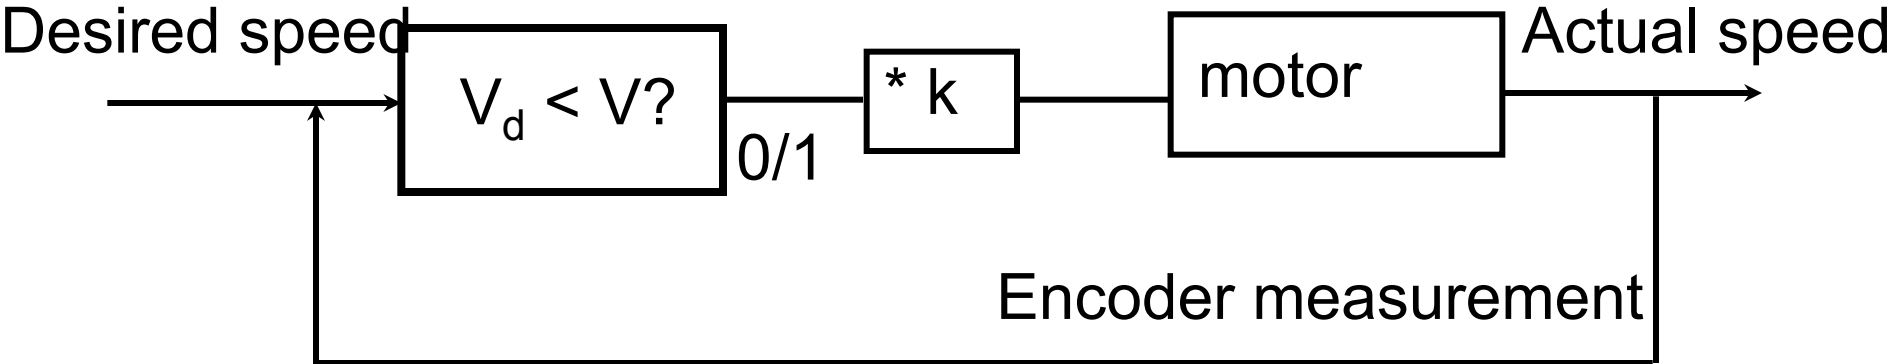 Desired speed
V_d < V?
0/1
* k
motor
Actual speed
Encoder measurement